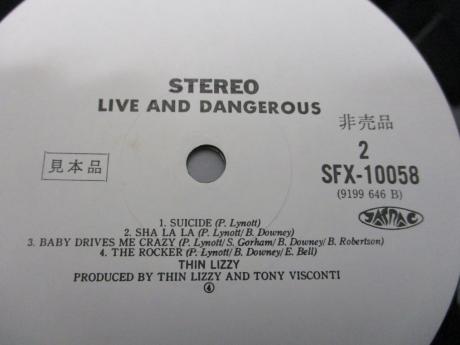 STEREO
LIVE AND DANGEROUS
非売品
2
見本品
SFX-10058
(9199 646 B)
JASRAC
1. SUICIDE (P. Lynott)
2. SHA LA LA (P. Lynott/B. Downey)
3. BABY DRIVES ME CRAZY (P. Lynott/S. Gorham/B. Downey/B. Robertson)
4. THE ROCKER (P. Lynott/B. Downey/E. Bell)
THIN LIZZY
PRODUCED BY THIN LIZZY AND TONY VISCONTI
④